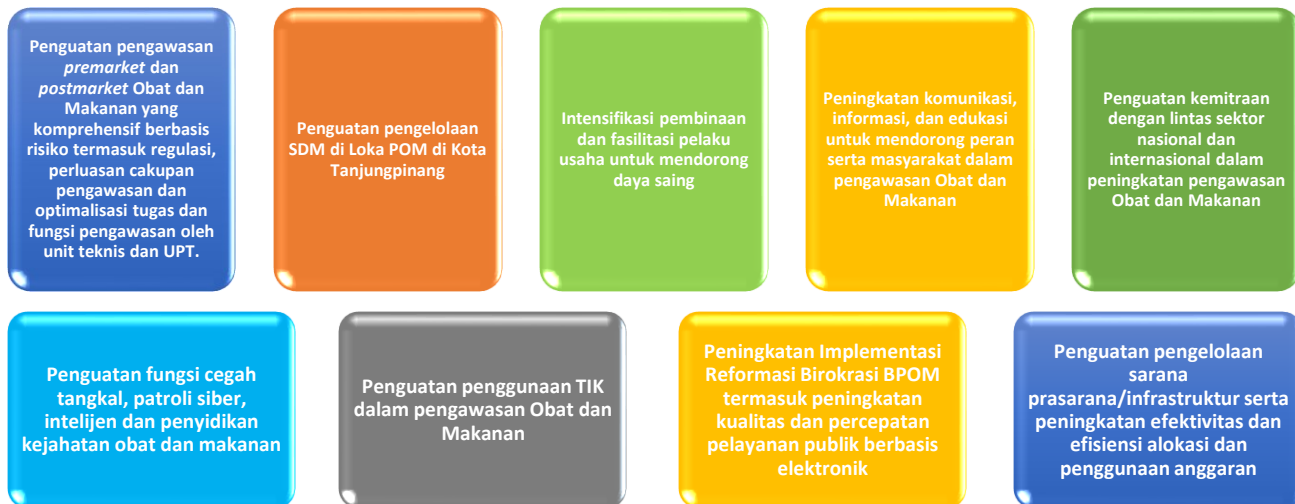 Penguatan pengawasan
premarket dan
postmarket Obat dan
Makanan yang
komprehensif berbasis
risiko termasuk regulasi,
perluasan cakupan
pengawasan dan
optimalisasi tugas dan
fungsi pengawasan oleh
unit teknis dan UPT.
Penguatan pengelolaan
SDM di Loka POM di Kota
Tanjungpinang
Intensifikasi pembinaan
dan fasilitasi pelaku
usaha untuk mendorong
daya saing
Peningkatan komunikasi,
informasi, dan edukasi
untuk mendorong peran
serta masyarakat dalam
pengawasan Obat dan
Makanan
Penguatan kemitraan
dengan lintas sektor
nasional dan
internasional dalam
peningkatan pengawasan
Obat dan Makanan
Penguatan fungsi cegah
tangkal, patroli siber,
intelijen dan penyidikan
kejahatan obat dan makanan
Penguatan penggunaan TIK
dalam pengawasan Obat dan
Makanan
Peningkatan Implementasi
Reformasi Birokrasi BPOM
termasuk peningkatan
kualitas dan percepatan
pelayanan publik berbasis
elektronik
Penguatan pengelolaan
sarana
prasarana/infrastruktur serta
peningkatan efektivitas dan
efisiensi alokasi dan
penggunaan anggaran